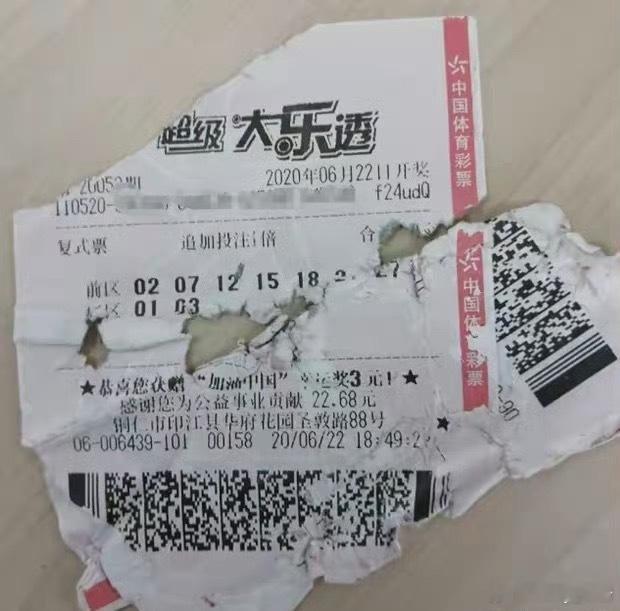 中国体育彩票
超级大乐透
2020年06月22日开奖
110520- f24udQ
复式票 追加投注 倍 合
前区 02 07 12 15 18 27
区 01 03
中国体
彩票
★恭喜您获赠“加油中国” 运奖3元!★
感谢您为公益事业贡献 22.68元
铜仁市印江县华府花园圣敦路88号
06-006439-101 00158 20/06/22 18:49:2